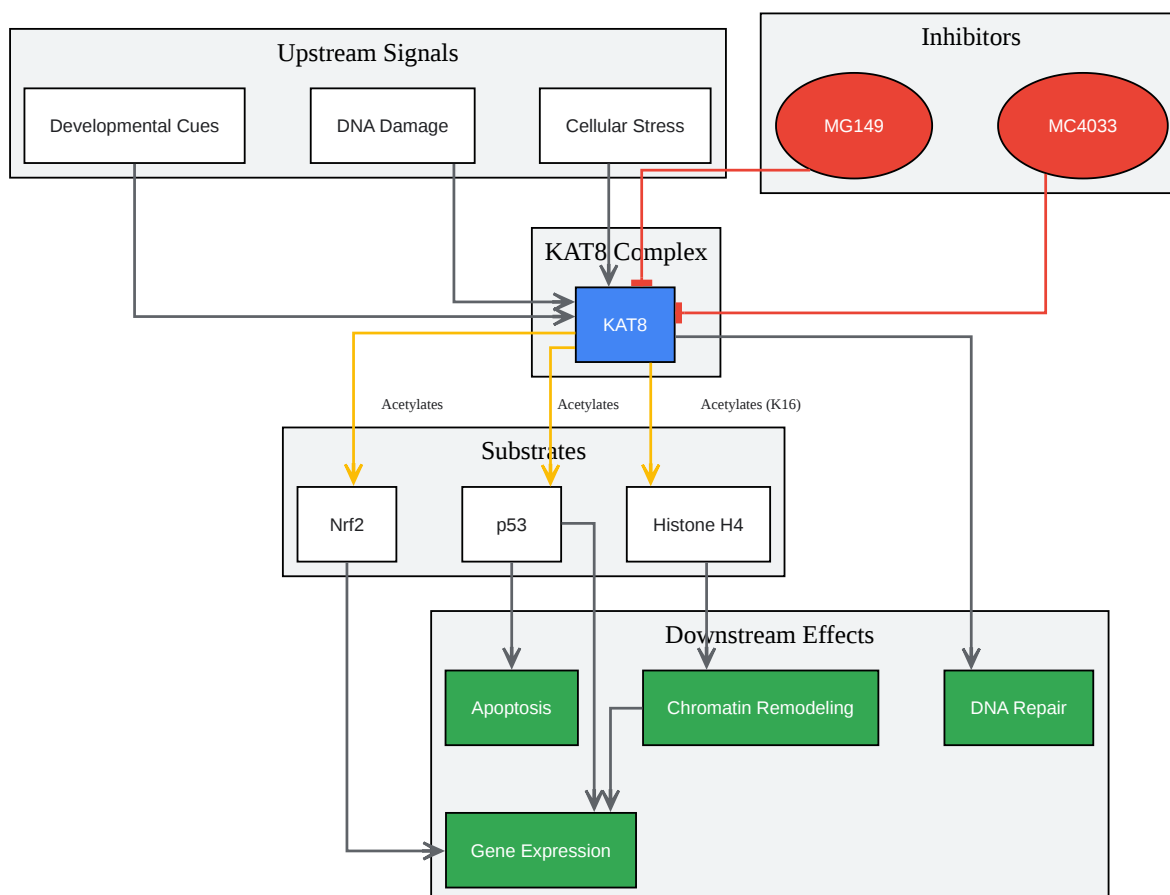 Upstream Signals
Inhibitors
Developmental Cues
DNA Damage
Cellular Stress
MG149
MC4033
KAT8 Complex
KAT8
Acetylates
Acetylates
Acetylates (K16)
Substrates
Nrf2
p53
Histone H4
Downstream Effects
Apoptosis
Chromatin Remodeling
DNA Repair
Gene Expression